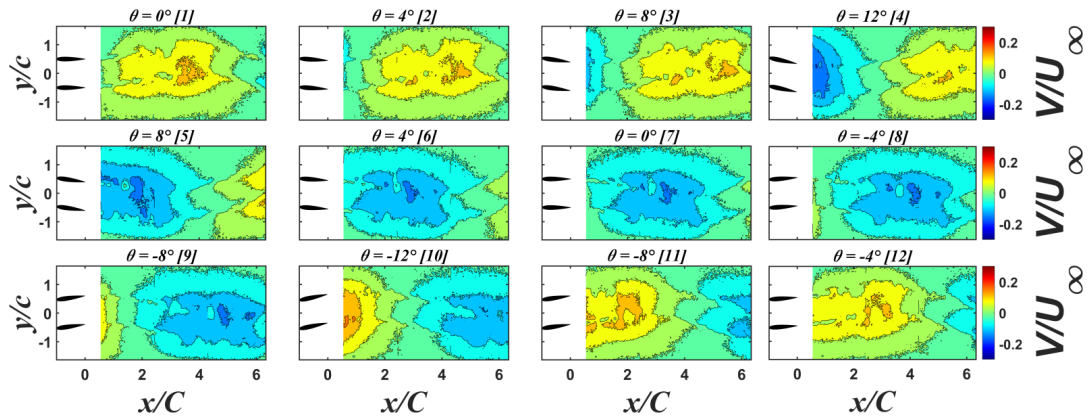 θ = 0° [1] θ = 4° [2] θ = 8° [3] θ = 12° [4]
y/c 1 0 -1 0.2 0 -0.2 V/U∞
θ = 8° [5] θ = 4° [6] θ = 0° [7] θ = -4° [8]
y/c 1 0 -1 0.2 0 -0.2 V/U∞
θ = -8° [9] θ = -12° [10] θ = -8° [11] θ = -4° [12]
y/c 1 0 -1 0.2 0 -0.2 V/U∞
0 2 4 6 0 2 4 6 0 2 4 6 0 2 4 6
x/C x/C x/C x/C